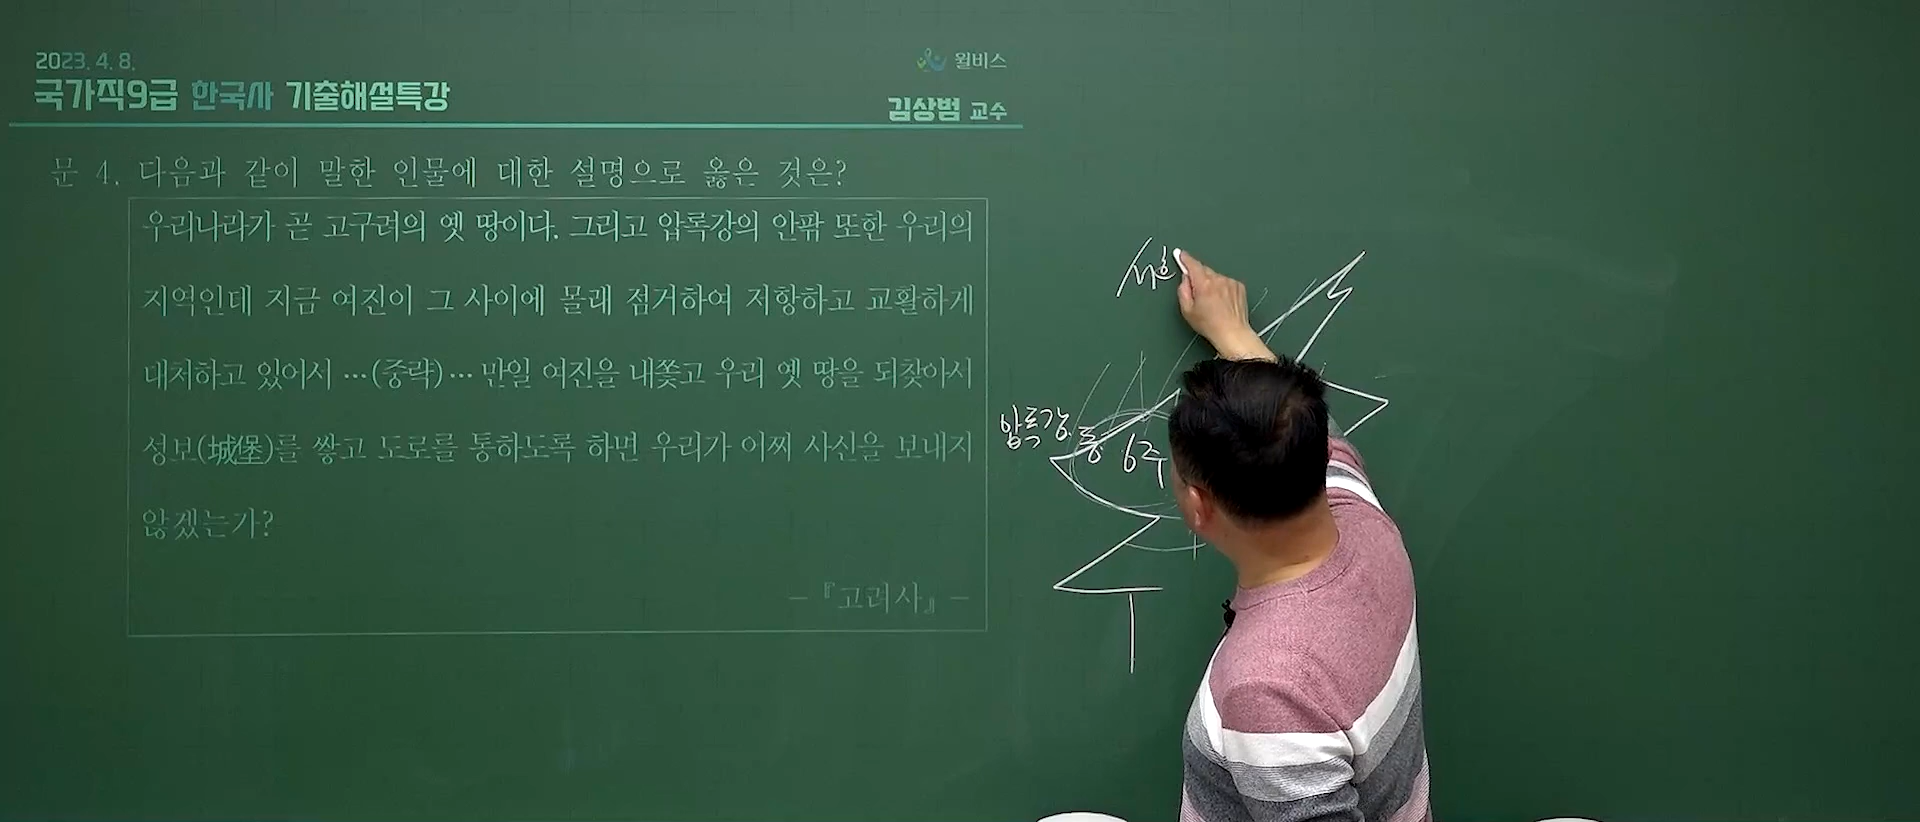 2023. 4. 8.
윌비스
국가직9급 한국사 기출해설특강
김상범 교수
문 4. 다음과 같이 말한 인물에 대한 설명으로 옳은 것은?
우리나라가 곧 고구려의 옛 땅이다. 그리고 압록강의 안팎 또한 우리의
지역인데 지금 여진이 그 사이에 몰래 점거하여 저항하고 교활하게
대처하고 있어서 …(중략)… 만일 여진을 내쫓고 우리 옛 땅을 되찾아서
성보(城堡)를 쌓고 도로를 통하도록 하면 우리가 어찌 사신을 보내지
않겠는가?
– 『고려사』 –
압록강 동 6주